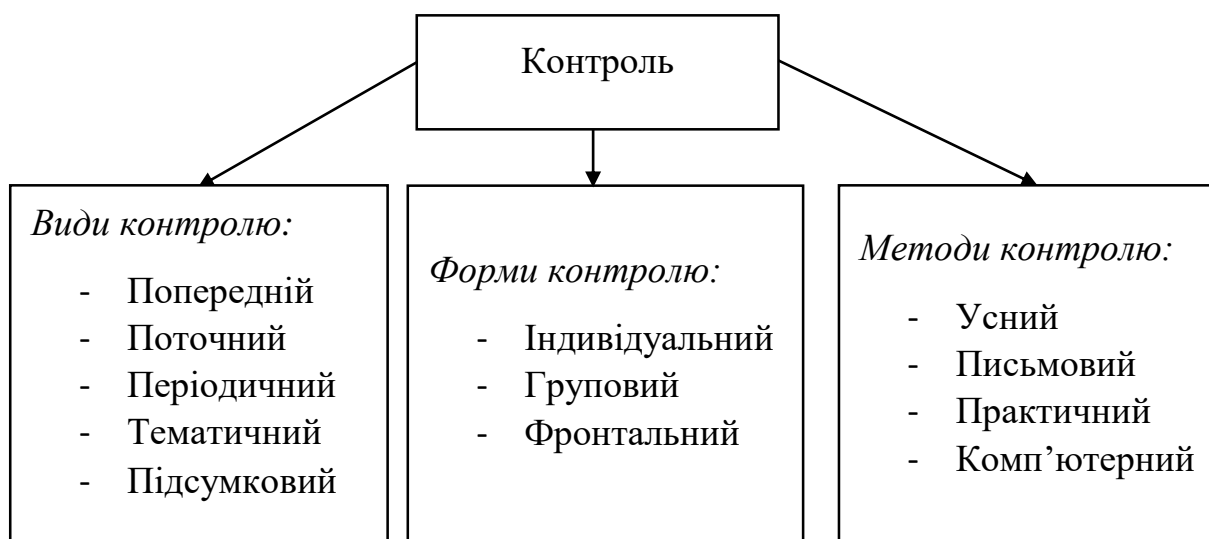 Контроль
Види контролю:
- Попередній
- Поточний
- Періодичний
- Тематичний
- Підсумковий
Форми контролю:
- Індивідуальний
- Груповий
- Фронтальний
Методи контролю:
- Усний
- Письмовий
- Практичний
- Комп’ютерний